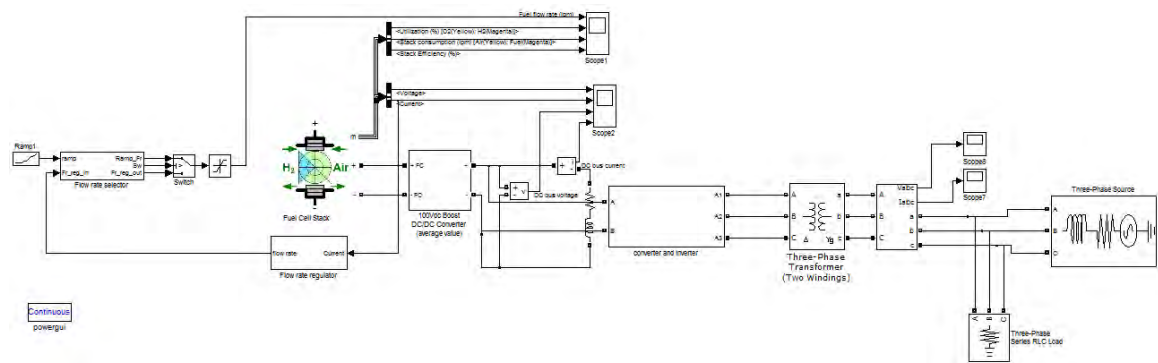 Fuel flow rate (lpm)
<Utilization (%) [O2(Yellow); H2(Magenta)]>
<Stack consumption (lpm) [Air(Yellow); Fuel(Magenta)]>
<Stack Efficiency (%)>
Scope1
<Voltage>
<Current>
Scope2
m
Ramp1
ramp
Fr_reg_in
Ramp_Fr
Sw
Fr_reg_out
Flow rate selector
Switch
+
H2
Air
-
+
-
Fuel Cell Stack
+ FC
- FC
+
-
100Vdc Boost
DC/DC Converter
(average value)
+
-
v
DC bus voltage
+
i
-
DC bus current
A
B
A1
A2
A3
converter and inverter
A
B
C
a
b
c
Δ
Yg
Three-Phase
Transformer
(Two Windings)
A
B
C
Vabc
Iabc
a
b
c
Scope8
Scope7
Three-Phase Source
A
B
C
A
B
C
Three-Phase
Series RLC Load
flow rate
Current
Flow rate regulator
Continuous
powergui